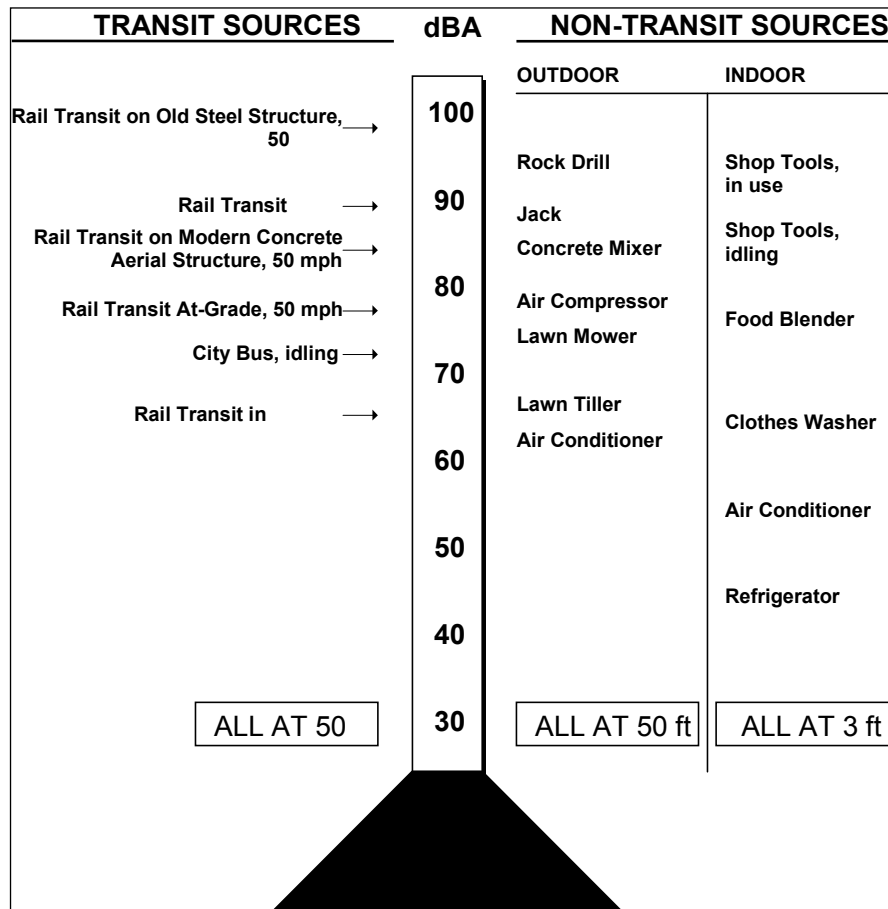 TRANSIT SOURCES
dBA
NON-TRANSIT SOURCES
OUTDOOR
INDOOR
Rail Transit on Old Steel Structure,
50
Rail Transit
Rail Transit on Modern Concrete
Aerial Structure, 50 mph
Rail Transit At-Grade, 50 mph
City Bus, idling
Rail Transit in
ALL AT 50
100
90
80
70
60
50
40
30
Rock Drill
Jack
Concrete Mixer
Air Compressor
Lawn Mower
Lawn Tiller
Air Conditioner
ALL AT 50 ft
Shop Tools,
in use
Shop Tools,
idling
Food Blender
Clothes Washer
Air Conditioner
Refrigerator
ALL AT 3 ft